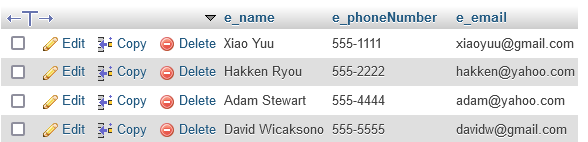 e_name e_phoneNumber e_email
Edit Copy Delete Xiao Yuu 555-1111 xiaoyuu@gmail.com
Edit Copy Delete Hakken Ryou 555-2222 hakken@yahoo.com
Edit Copy Delete Adam Stewart 555-4444 adam@yahoo.com
Edit Copy Delete David Wicaksono 555-5555 davidw@gmail.com